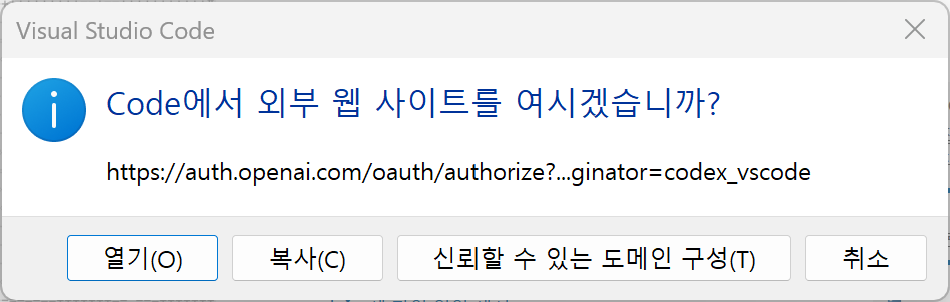 Visual Studio Code
Code에서 외부 웹 사이트를 여시겠습니까?
https://auth.openai.com/oauth/authorize?...ginator=codex_vscode
열기(O)
복사(C)
신뢰할 수 있는 도메인 구성(T)
취소